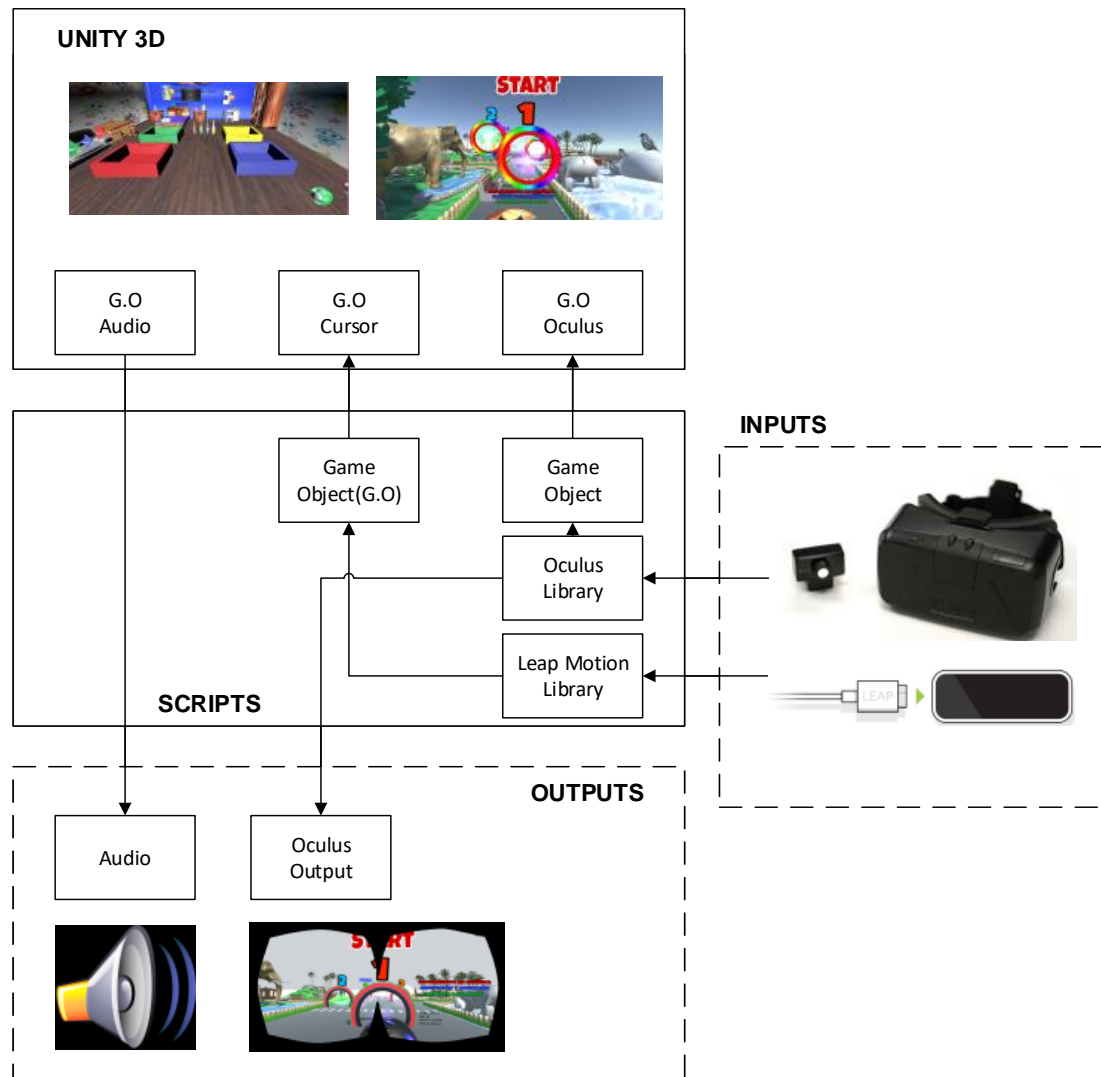 UNITY 3D
START
2
1
G.O
Audio
G.O
Cursor
G.O
Oculus
Game
Object(G.O)
Game
Object
Oculus
Library
Leap Motion
Library
SCRIPTS
INPUTS
LEAP
OUTPUTS
Audio
Oculus
Output
START
2
1